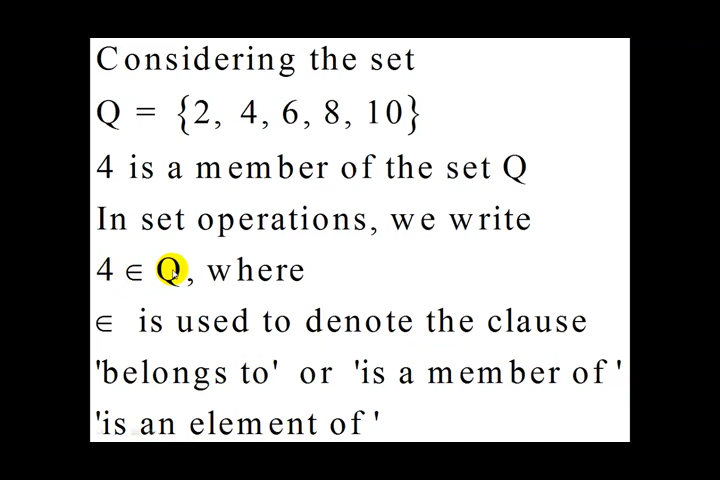 Considering the set
Q = {2, 4, 6, 8, 10}
4 is a member of the set Q
In set operations, we write
4 ∈ Q, where
∈ is used to denote the clause
'belongs to' or 'is a member of '
'is an element of '